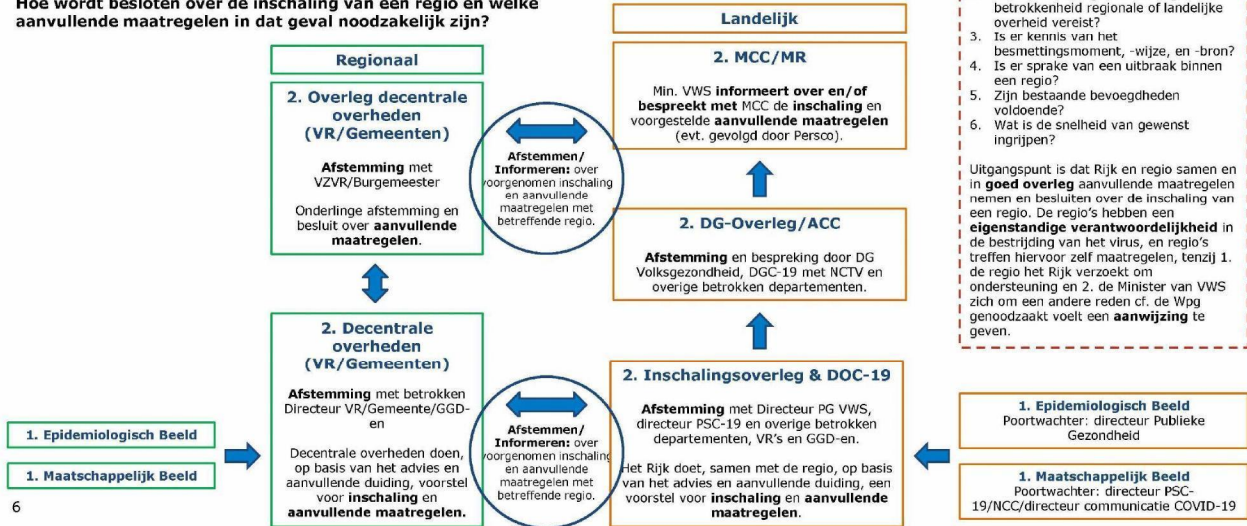 Hoe wordt besloten over de inschaling van een regio en welke
aanvullende maatregelen in dat geval noodzakelijk zijn?
Regionaal
2. Overleg decentrale
overheden
(VR/Gemeenten)
Afstemming met
VZVR/Burgemeester
Onderlinge afstemming en
besluit over aanvullende
maatregelen.
2. Decentrale
overheden
(VR/Gemeenten)
Afstemming met betrokken
Directeur VR/Gemeente/GGD-
en
Decentrale overheden doen,
op basis van het advies en
aanvullende duiding, voorstel
voor inschaling en
aanvullende maatregelen.
1. Epidemiologisch Beeld
1. Maatschappelijk Beeld
6
Afstemmen/
Informeren: over
voorgenomen inschaling
en aanvullende
maatregelen met
betreffende regio.
Afstemmen/
Informeren: over
voorgenomen inschaling
en aanvullende
maatregelen met
betreffende regio.
Landelijk
2. MCC/MR
Min. VWS informeert over en/of
bespreekt met MCC de inschaling en
voorgestelde aanvullende maatregelen
(evt. gevolgd door Persco).
2. DG-Overleg/ACC
Afstemming en bespreking door DG
Volksgezondheid, DGC-19 met NCTV en
overige betrokken departementen.
2. Inschalingsoverleg & DOC-19
Afstemming met Directeur PG VWS,
directeur PSC-19 en overige betrokken
departementen, VR's en GGD-en.
Het Rijk doet, samen met de regio, op basis
van het advies en aanvullende duiding, een
voorstel voor inschaling en aanvullende
maatregelen.
betrokkenheid regionale of landelijke
overheid vereist?
3. Is er kennis van het
besmettingsmoment, -wijze, en -bron?
4. Is er sprake van een uitbraak binnen
een regio?
5. Zijn bestaande bevoegdheden
voldoende?
6. Wat is de snelheid van gewenst
ingrijpen?
Uitgangspunt is dat Rijk en regio samen en
in goed overleg aanvullende maatregelen
nemen en besluiten over de inschaling van
een regio. De regio's hebben een
eigenstandige verantwoordelijkheid in
de bestrijding van het virus, en regio's
treffen hiervoor zelf maatregelen, tenzij 1.
de regio het Rijk verzoekt om
ondersteuning en 2. de Minister van VWS
zich om een andere reden cf. de Wpg
genoodzaakt voelt een aanwijzing te
geven.
1. Epidemiologisch Beeld
Poortwachter: directeur Publieke
Gezondheid
1. Maatschappelijk Beeld
Poortwachter: directeur PSC-
19/NCC/directeur communicatie COVID-19